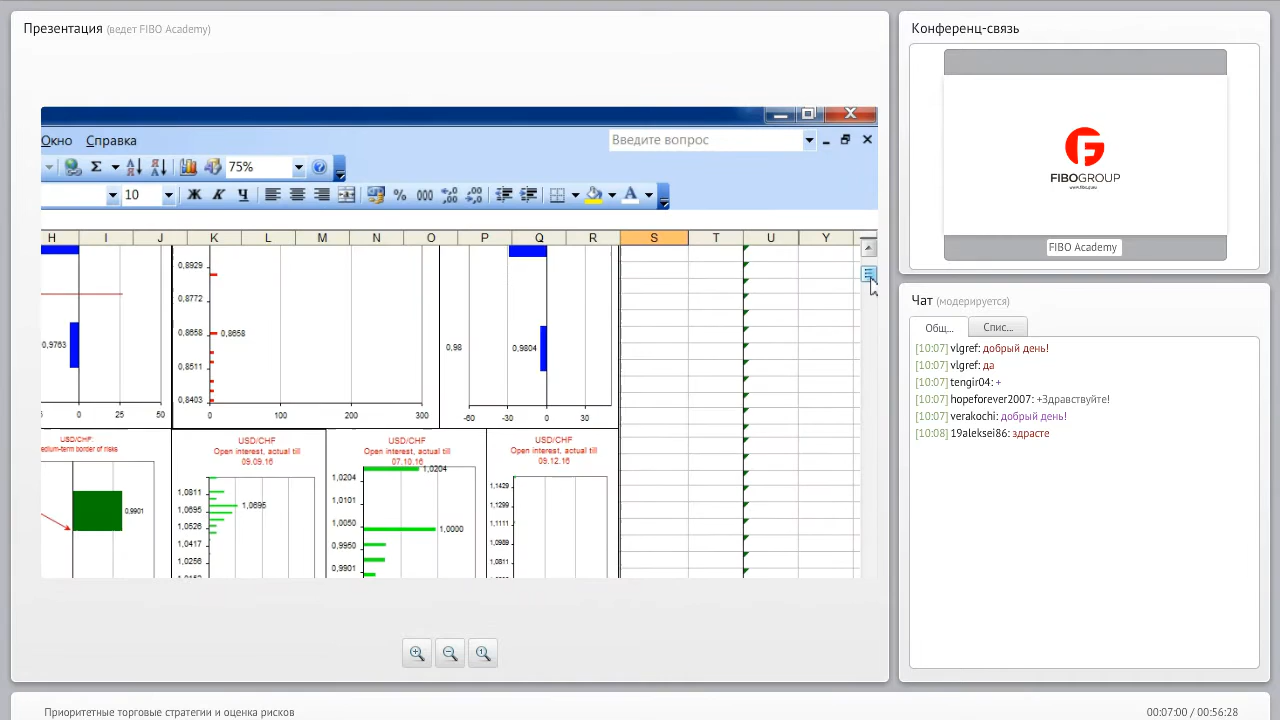 Презентация (ведет FIBO Academy)
Окно Справка
Введите вопрос
75%
10 Ж К Ч % 000
H I J K L M N O P Q R S T U Y
0,8929
0,8772
0,9763
0,8658 0,8658
0,98 0,9804
0,8511
0,8403
0 25 50
0 100 200 300
-60 -30 0 30
USD/CHF:
edium-term border of risks
0,9901
USD/CHF
Open interest, actual till
09.09.16
1,0811
1,0695 1,0695
1,0526
1,0417
1,0256
USD/CHF
Open interest, actual till
07.10.16
1,0204 1,0204
1,0101
1,0050 1,0000
0,9950
0,9901
USD/CHF
Open interest, actual till
09.12.16
1,1429
1,1299
1,1111
1,0989
1,0811
Конференц-связь
FIBOGROUP
FIBO Academy
Чат (модерируется)
Общ... Спис...
[10:07] vlgref: добрый день!
[10:07] vlgref: да
[10:07] tengir04: +
[10:07] hopeforever2007: +Здравствуйте!
[10:07] verakochi: добрый день!
[10:08] 19aleksei86: здрасте
Приоритетные торговые стратегии и оценка рисков
00:07:00 / 00:56:28